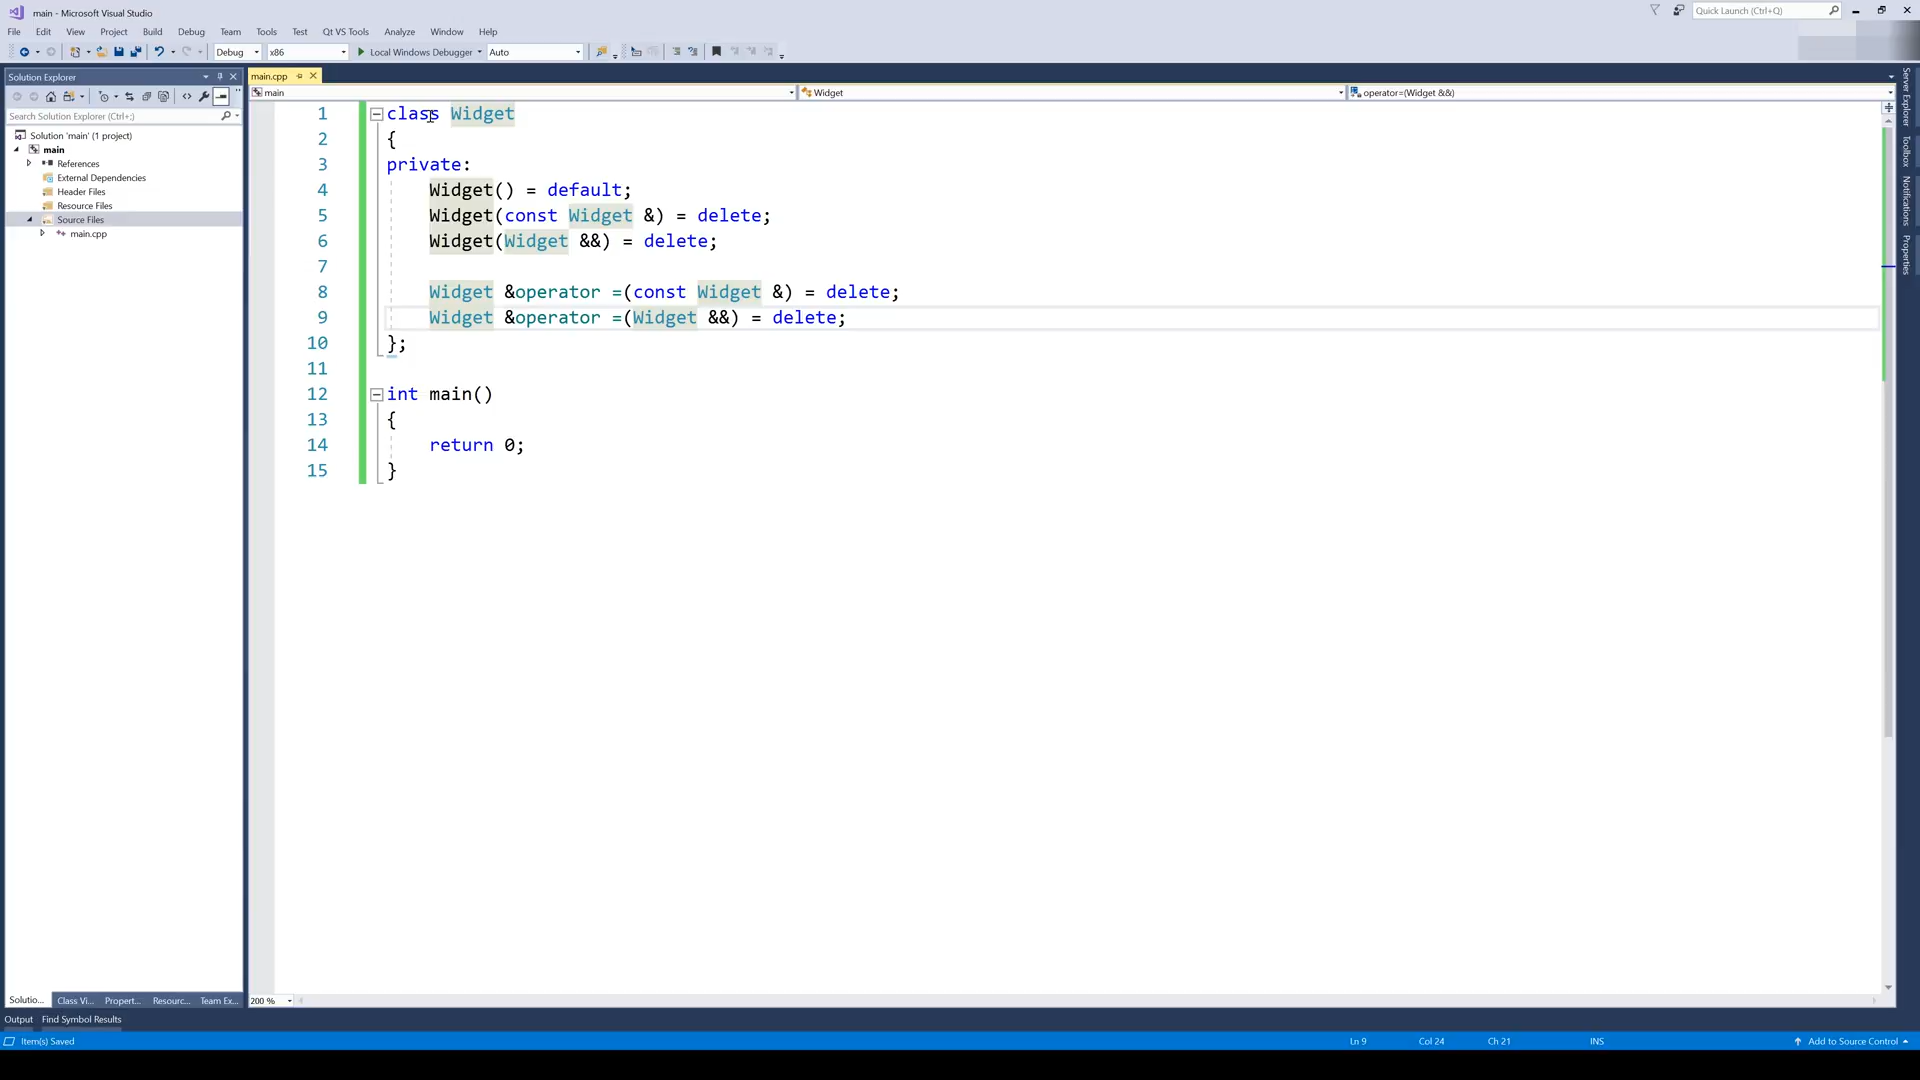 main - Microsoft Visual Studio
Quick Launch (Ctrl+Q)
File Edit View Project Build Debug Team Tools Test Qt VS Tools Analyze Window Help
Debug x86 Local Windows Debugger Auto
Solution Explorer
Search Solution Explorer (Ctrl+;)
Solution 'main' (1 project)
main
References
External Dependencies
Header Files
Resource Files
Source Files
main.cpp
Solutio... Class Vi... Propert... Resourc... Team Ex...
main.cpp
main Widget operator=(Widget &&)
1 class Widget
2 {
3 private:
4 Widget() = default;
5 Widget(const Widget &) = delete;
6 Widget(Widget &&) = delete;
7
8 Widget &operator =(const Widget &) = delete;
9 Widget &operator =(Widget &&) = delete;
10 };
11
12 int main()
13 {
14 return 0;
15 }
200 %
Server Explorer
Toolbox
Notifications
Properties
Output Find Symbol Results
Item(s) Saved Ln 9 Col 24 Ch 21 INS Add to Source Control